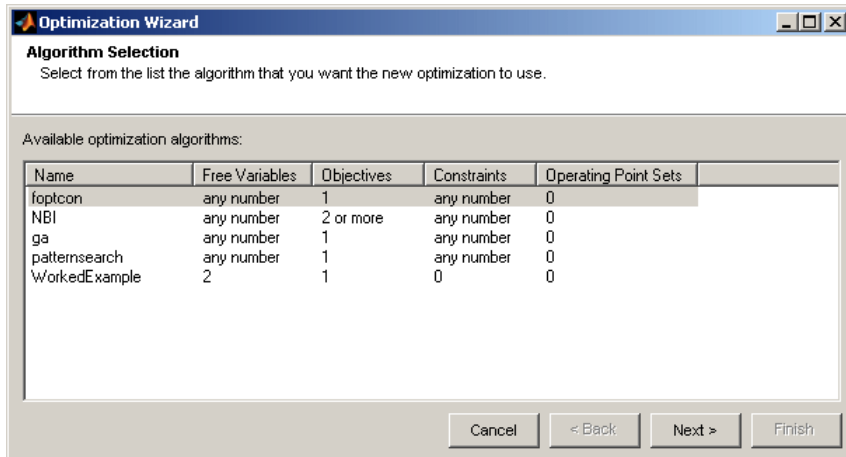 Optimization Wizard
Algorithm Selection
Select from the list the algorithm that you want the new optimization to use.
Available optimization algorithms:
Name Free Variables Objectives Constraints Operating Point Sets
foptcon any number 1 any number 0
NBI any number 2 or more any number 0
ga any number 1 any number 0
patternsearch any number 1 any number 0
WorkedExample 2 1 0 0
Cancel < Back Next > Finish